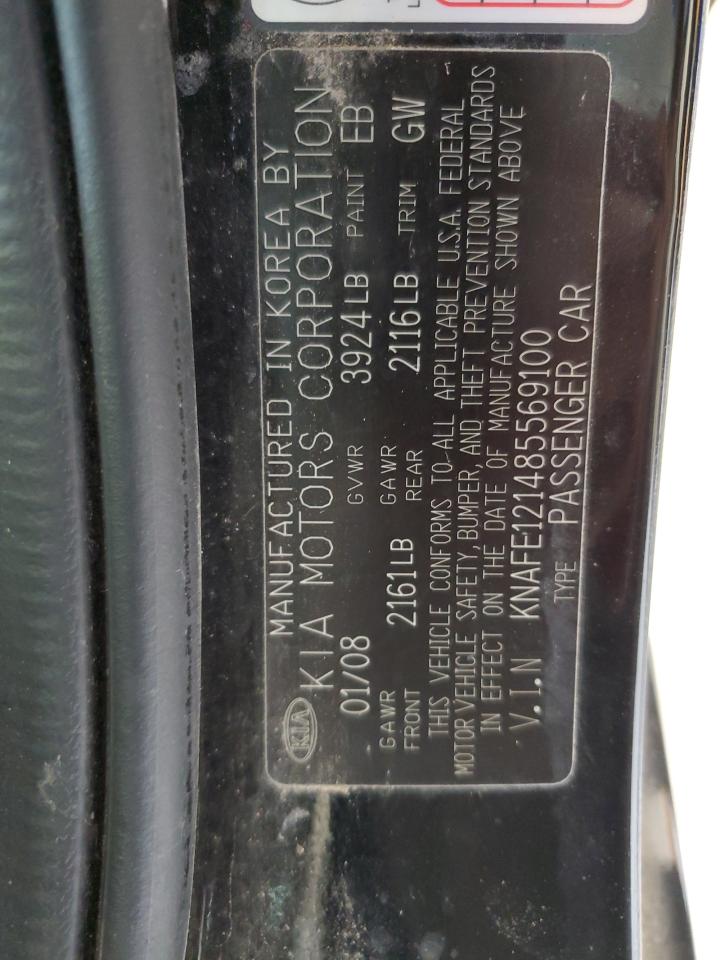 KIA
MANUFACTURED IN KOREA BY
KIA MOTORS CORPORATION
01/08 GVWR 3924LB PAINT EB
GAWR FRONT 2161LB GAWR REAR 2116LB TRIM GW
THIS VEHICLE CONFORMS TO ALL APPLICABLE U.S.A. FEDERAL
MOTOR VEHICLE SAFETY, BUMPER, AND THEFT PREVENTION STANDARDS
IN EFFECT ON THE DATE OF MANUFACTURE SHOWN ABOVE
V.I.N KNAFE121485569100
TYPE PASSENGER CAR